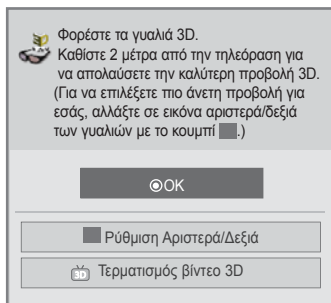 Φορέστε τα γυαλιά 3D.
Καθίστε 2 μέτρα από την τηλεόραση για
να απολαύσετε την καλύτερη προβολή 3D.
(Για να επιλέξετε πιο άνετη προβολή για
εσάς, αλλάξτε σε εικόνα αριστερά/δεξιά
των γυαλιών με το κουμπί .)
OK
Ρύθμιση Αριστερά/Δεξιά
3D Τερματισμός βίντεο 3D